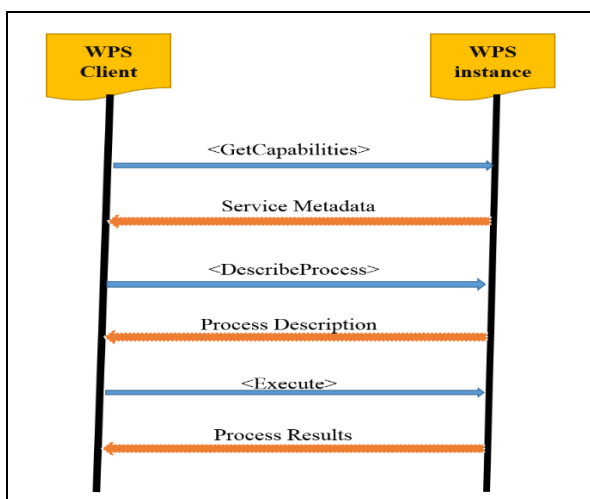 WPS
Client
WPS
instance
<GetCapabilities>
Service Metadata
<DescribeProcess>
Process Description
<Execute>
Process Results